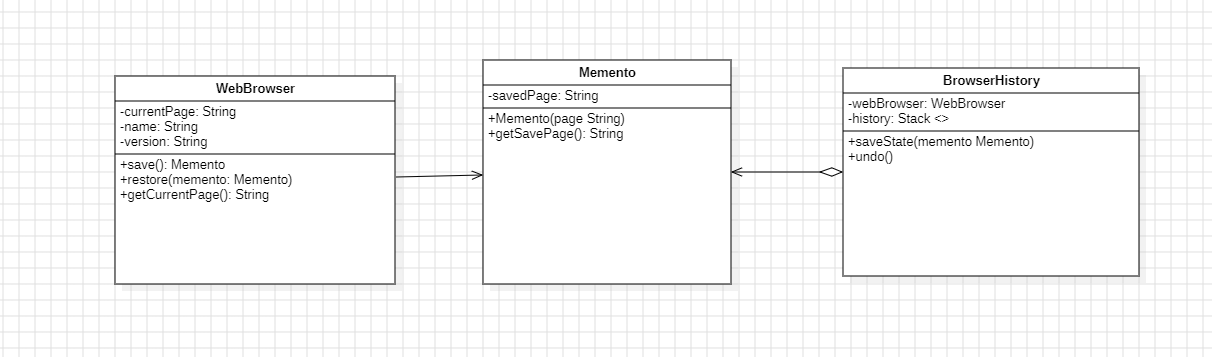 WebBrowser
-currentPage: String
-name: String
-version: String
+save(): Memento
+restore(memento: Memento)
+getCurrentPage(): String
Memento
-savedPage: String
+Memento(page String)
+getSavePage(): String
BrowserHistory
-webBrowser: WebBrowser
-history: Stack <>
+saveState(memento Memento)
+undo()